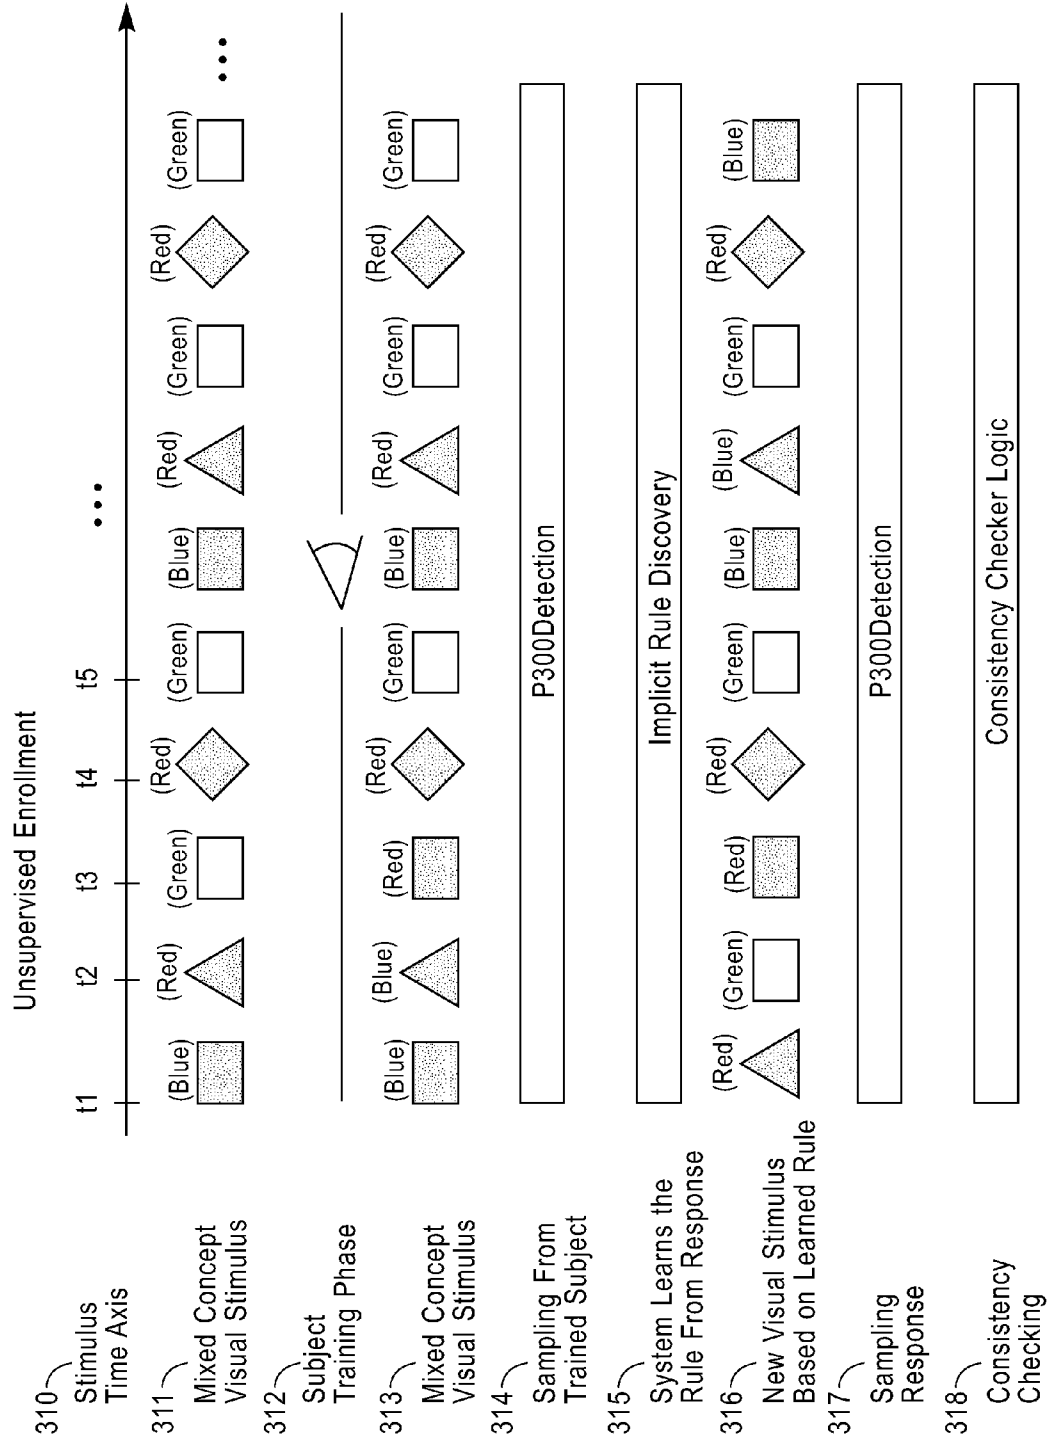 Unsupervised Enrollment
310
Stimulus
Time Axis
t1 t2 t3 t4 t5 •••
311
Mixed Concept
Visual Stimulus
(Blue) (Red) (Green) (Red) (Green) (Blue) (Red) (Green) (Red) (Green) •••
312
Subject
Training Phase
313
Mixed Concept
Visual Stimulus
(Blue) (Blue) (Red) (Red) (Green) (Blue) (Red) (Green) (Red) (Green)
314
Sampling From
Trained Subject
P300Detection
315
System Learns the
Rule From Response
Implicit Rule Discovery
316
New Visual Stimulus
Based on Learned Rule
(Red) (Green) (Red) (Red) (Green) (Blue) (Blue) (Green) (Red) (Blue)
317
Sampling
Response
P300Detection
318
Consistency
Checking
Consistency Checker Logic